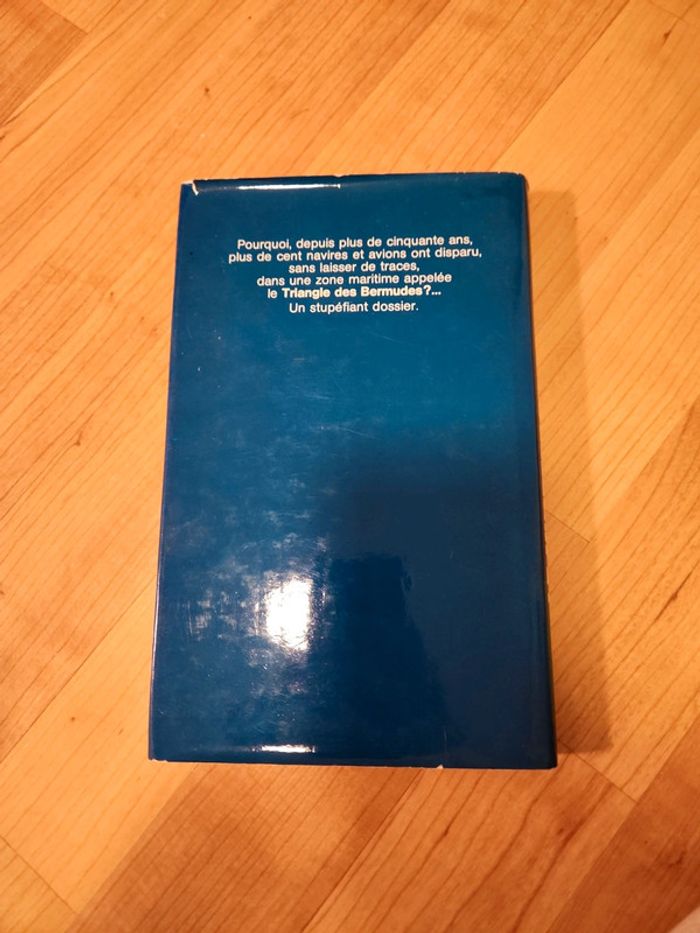 Pourquoi, depuis plus de cinquante ans,
plus de cent navires et avions ont disparu,
sans laisser de traces,
dans une zone maritime appelée
le Triangle des Bermudes?...
Un stupéfiant dossier.